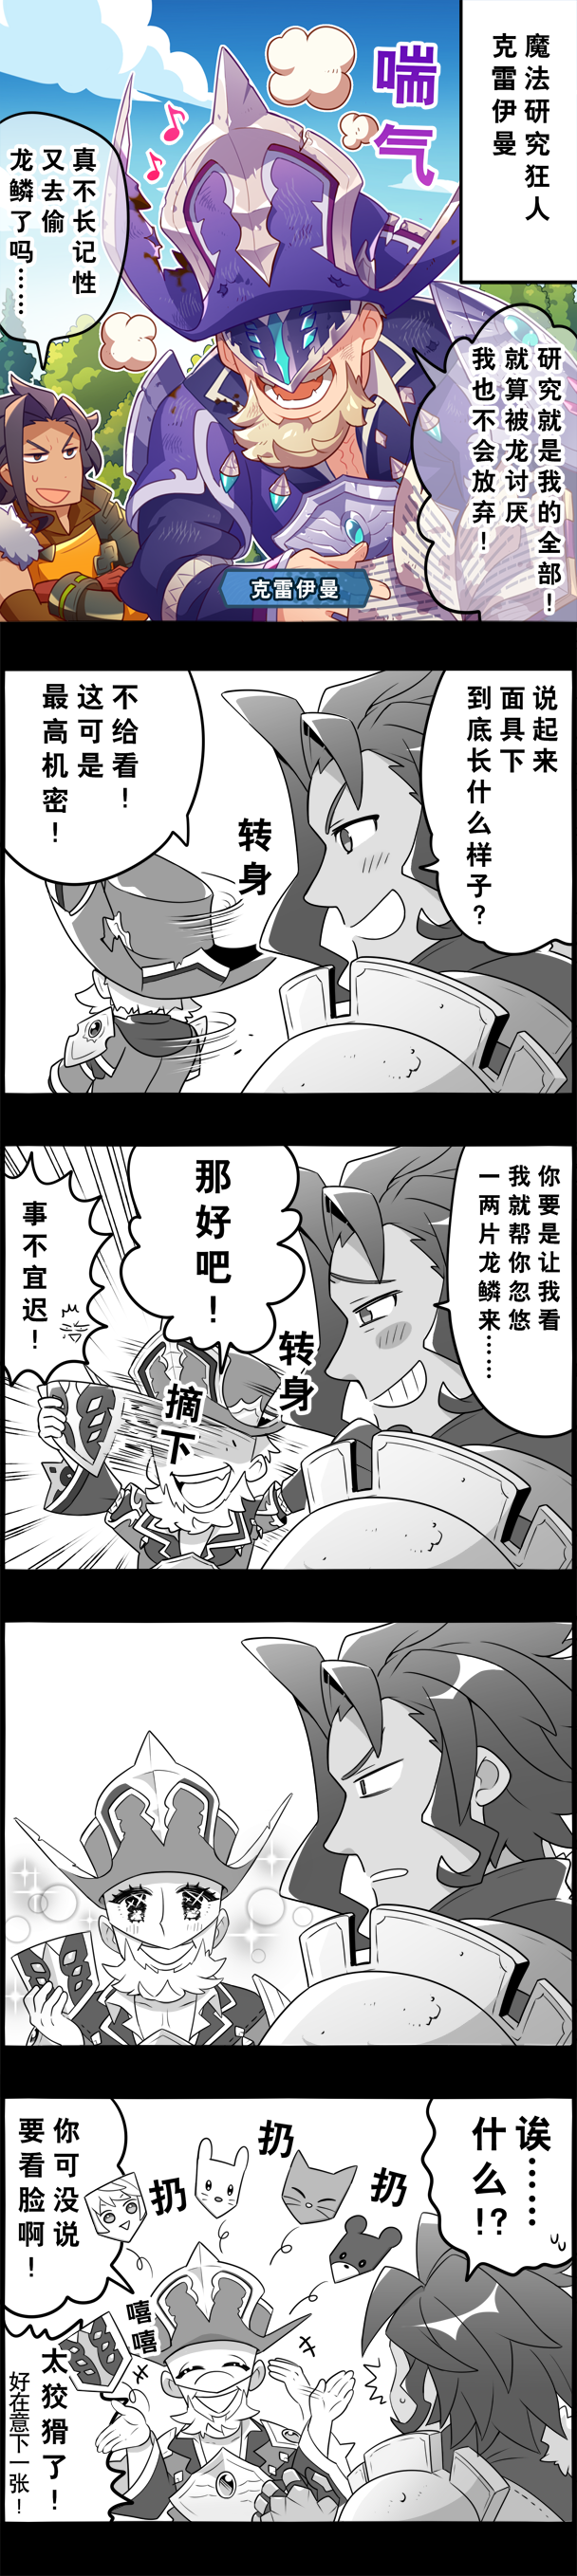 魔法研究狂人
克雷伊曼
喘气
研究就是我的全部！
就算被龙讨厌
我也不会放弃！
真不长记性
又去偷
龙鳞了吗……
克雷伊曼
说起来
面具下
到底长什么样子？
转身
不给看！
这可是
最高机密！
你要是让我看
我就帮你忽悠
一两片龙鳞来……
转身
那好吧！
摘下
事不宜迟！
诶……
什么!?
扔
扔
扔
你可没说
要看脸啊！
嘻嘻
太狡猾了！
好在意下一张！